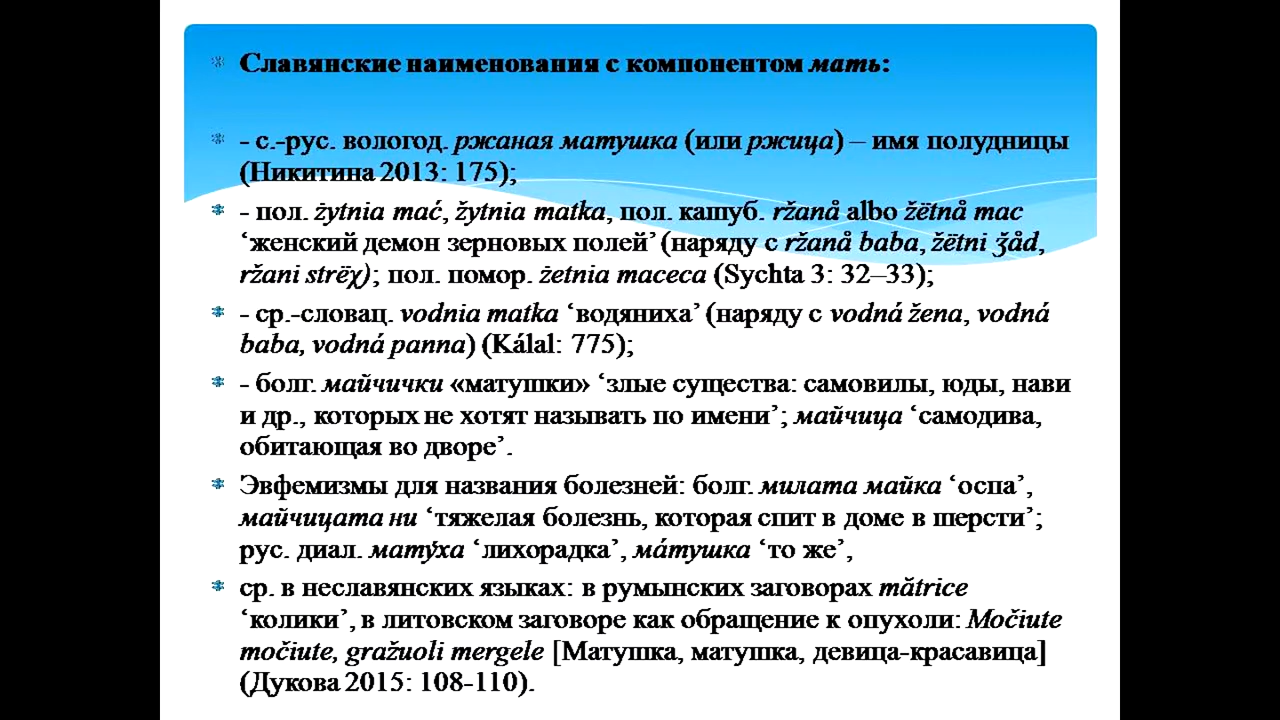 Славянские наименования с компонентом мать:
- с.-рус. вологод. ржаная матушка (или ржица) – имя полудницы
(Никитина 2013: 175);
- пол. żytnia mać, žytnia matka, пол. кашуб. ržanå albo žëtnå mac
‘женский демон зерновых полей’ (наряду с ržanå baba, žëtni ǯåd,
ržani strëχ); пол. помор. żetnia maceca (Sychta 3: 32–33);
- ср.-словац. vodnia matka ‘водяниха’ (наряду с vodná žena, vodná
baba, vodná panna) (Kálal: 775);
- болг. майчички «матушки» ‘злые существа: самовилы, юды, нави
и др., которых не хотят называть по имени’; майчица ‘самодива,
обитающая во дворе’.
Эвфемизмы для названия болезней: болг. милата майка ‘оспа’,
майчицата ни ‘тяжелая болезнь, которая спит в доме в шерсти’;
рус. диал. мату́ха ‘лихорадка’, ма́тушка ‘то же’,
ср. в неславянских языках: в румынских заговорах mătrice
‘колики’, в литовском заговоре как обращение к опухоли: Močiute
močiute, gražuoli mergele [Матушка, матушка, девица-красавица]
(Дукова 2015: 108-110).